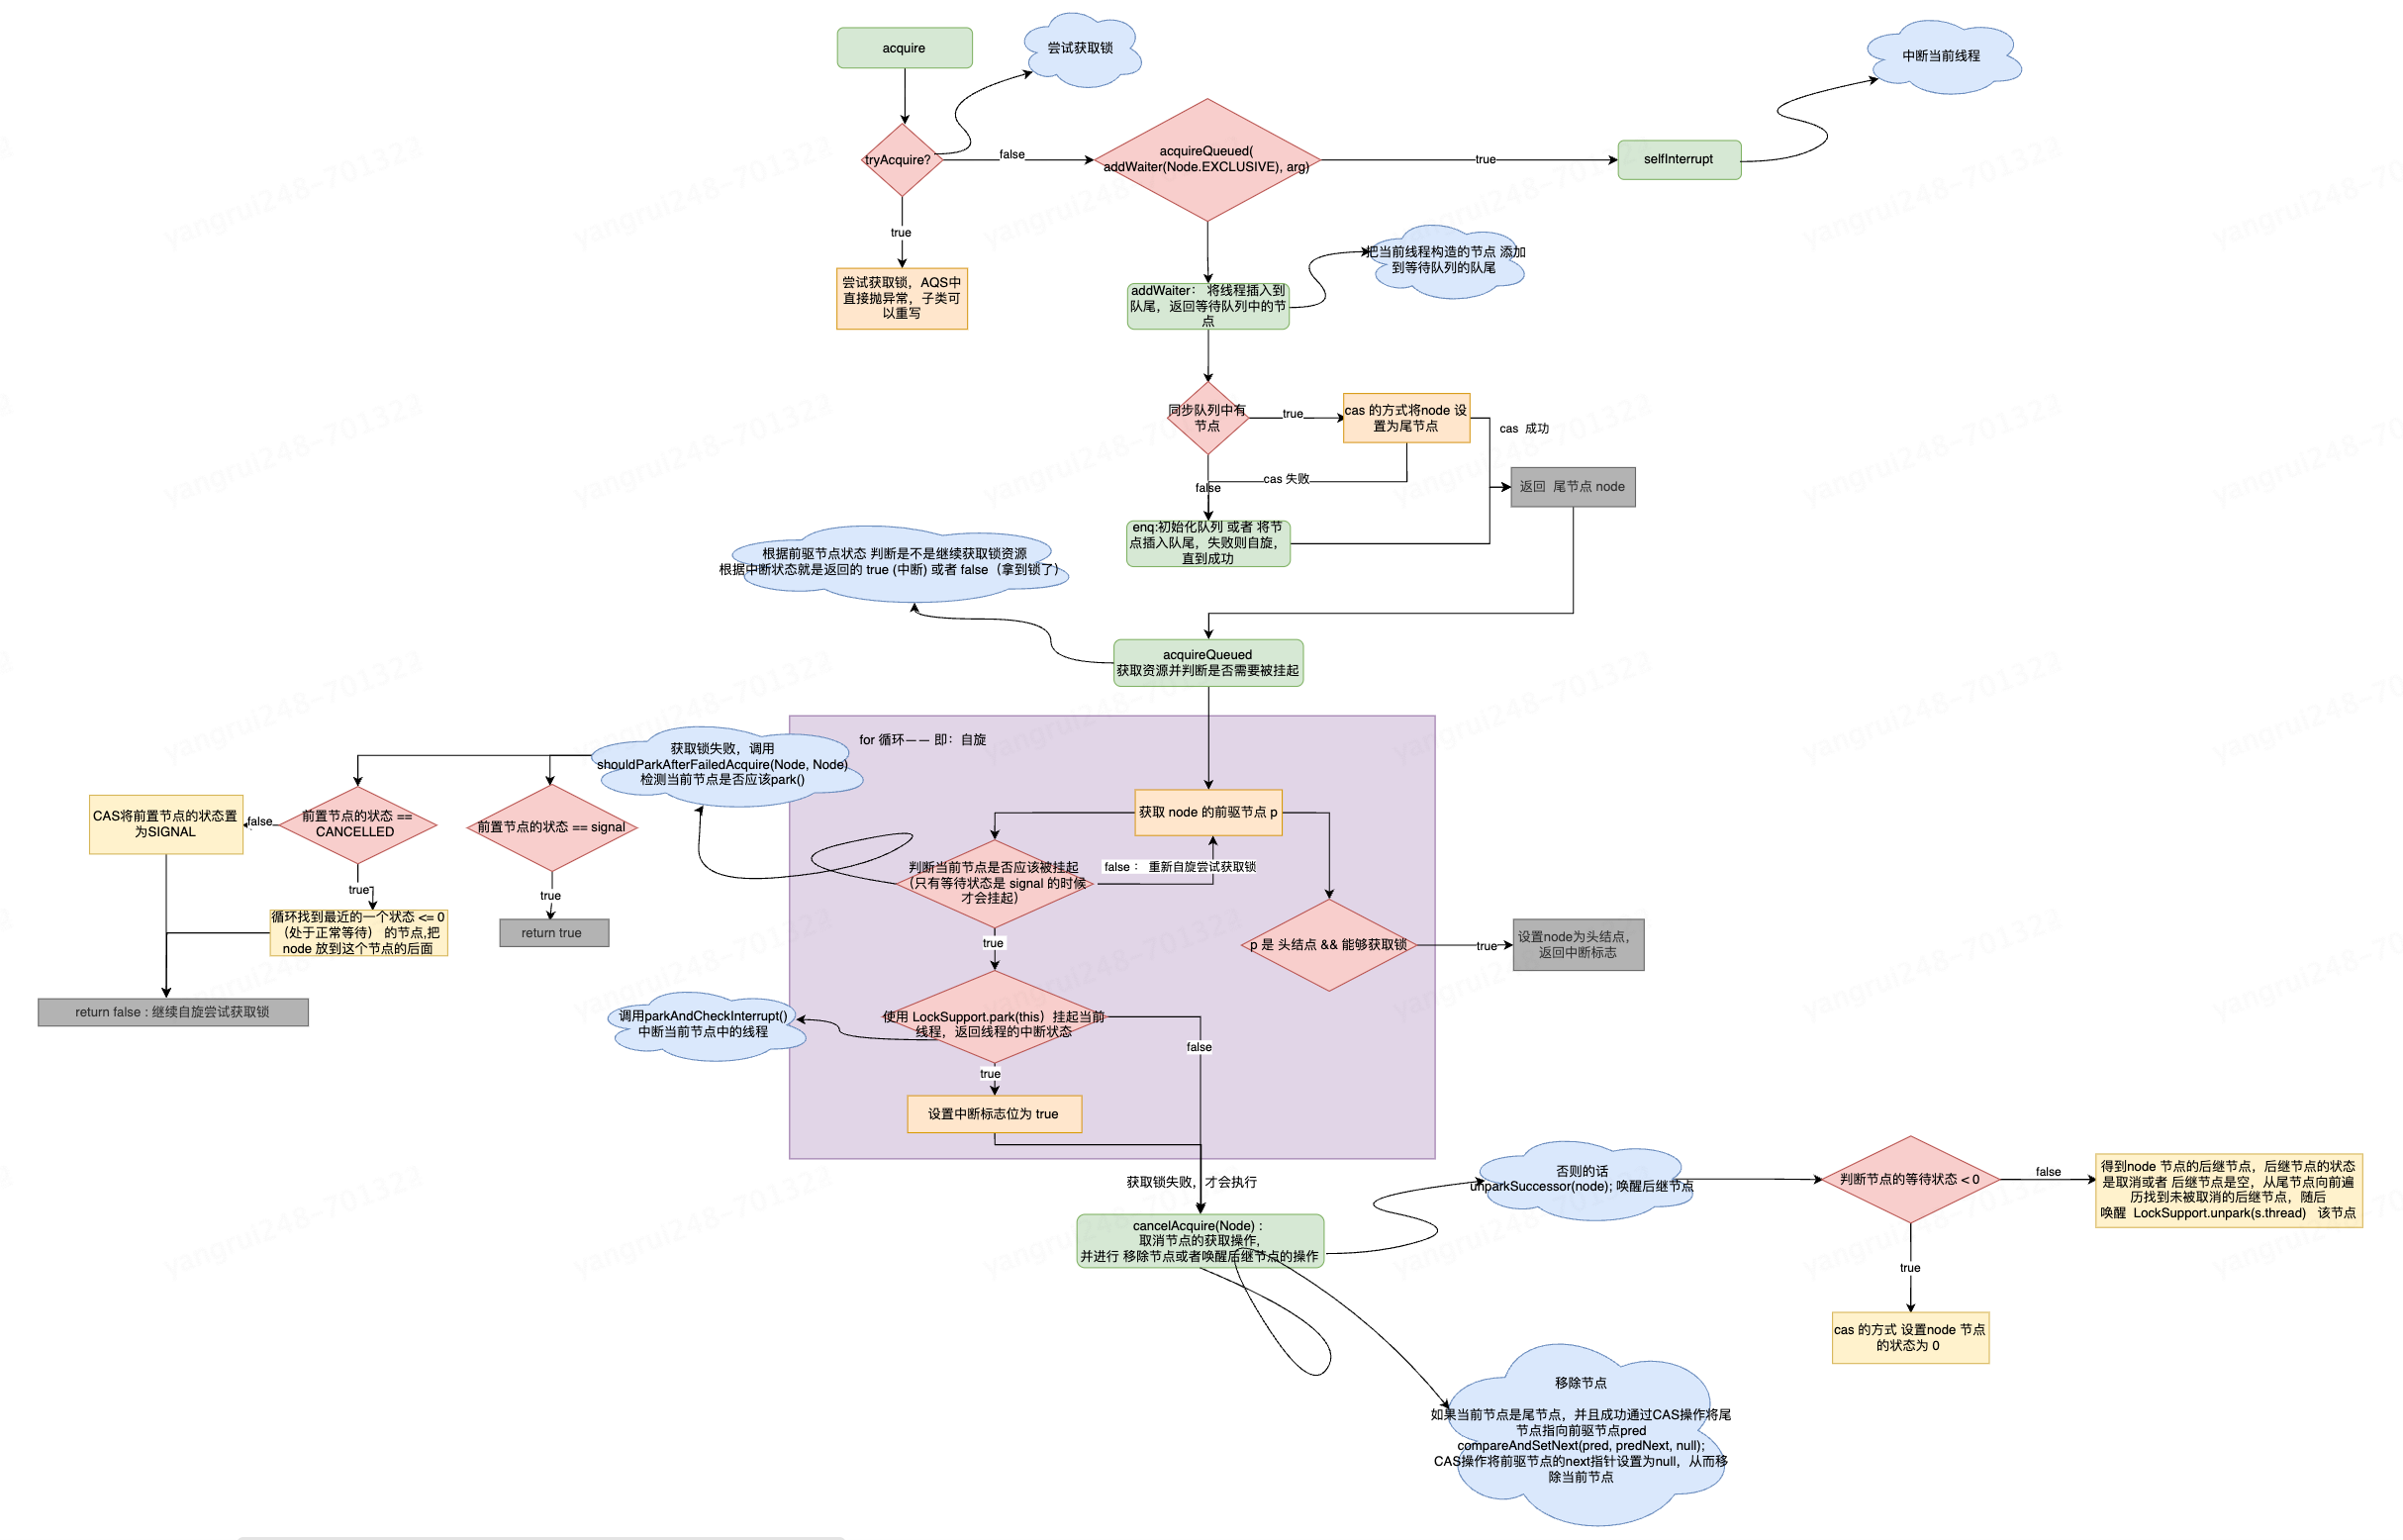 acquire
尝试获取锁
中断当前线程
tryAcquire?
false
acquireQueued(
addWaiter(Node.EXCLUSIVE), arg)
true
selfInterrupt
true
尝试获取锁，AQS中
直接抛异常，子类可
以重写
把当前线程构造的节点 添加
到等待队列的队尾
addWaiter： 将线程插入到
队尾，返回等待队列中的节
点
同步队列中有
节点
true
cas 的方式将node 设
置为尾节点
cas 成功
cas 失败
false
返回 尾节点 node
enq:初始化队列 或者 将节
点插入队尾，失败则自旋，
直到成功
根据前驱节点状态 判断是不是继续获取锁资源
根据中断状态就是返回的 true (中断) 或者 false（拿到锁了）
acquireQueued
获取资源并判断是否需要被挂起
for 循环—— 即：自旋
获取锁失败，调用
shouldParkAfterFailedAcquire(Node, Node)
检测当前节点是否应该park()
获取 node 的前驱节点 p
CAS将前置节点的状态置
为SIGNAL
false
前置节点的状态 ==
CANCELLED
前置节点的状态 == signal
判断当前节点是否应该被挂起
（只有等待状态是 signal 的时候
才会挂起）
false： 重新自旋尝试获取锁
true
true
循环找到最近的一个状态 <= 0
（处于正常等待） 的节点,把
node 放到这个节点的后面
return true
true
p 是 头结点 && 能够获取锁
true
设置node为头结点，
返回中断标志
return false : 继续自旋尝试获取锁
调用parkAndCheckInterrupt()
中断当前节点中的线程
使用 LockSupport.park(this）挂起当前
线程，返回线程的中断状态
false
true
设置中断标志位为 true
获取锁失败，才会执行
cancelAcquire(Node) :
取消节点的获取操作,
并进行 移除节点或者唤醒后继节点的操作
否则的话
unparkSuccessor(node); 唤醒后继节点
判断节点的等待状态 < 0
false
得到node 节点的后继节点，后继节点的状态
是取消或者 后继节点是空，从尾节点向前遍
历找到未被取消的后继节点，随后
唤醒 LockSupport.unpark(s.thread) 该节点
true
cas 的方式 设置node 节点
的状态为 0
移除节点
如果当前节点是尾节点，并且成功通过CAS操作将尾
节点指向前驱节点pred
compareAndSetNext(pred, predNext, null);
CAS操作将前驱节点的next指针设置为null，从而移
除当前节点